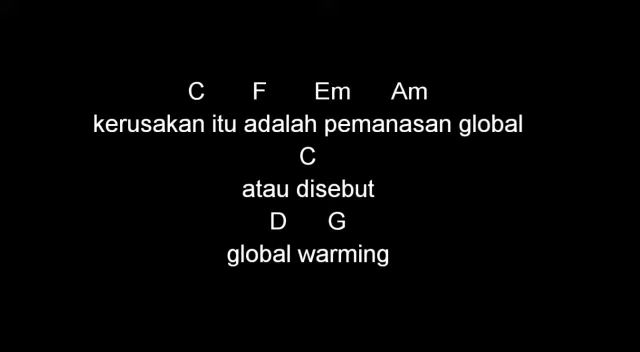 C F Em Am
kerusakan itu adalah pemanasan global
C
atau disebut
D G
global warming